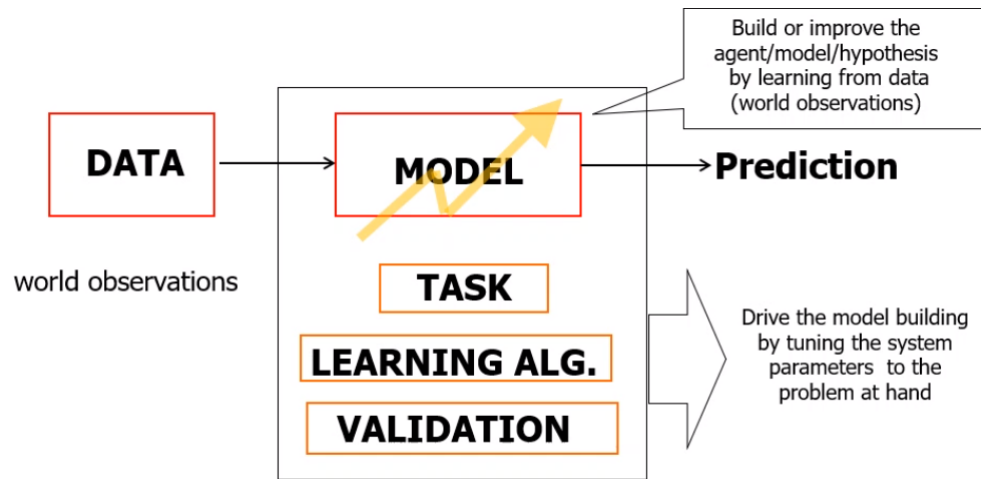 Build or improve the
agent/model/hypothesis
by learning from data
(world observations)
DATA
MODEL
Prediction
world observations
TASK
LEARNING ALG.
VALIDATION
Drive the model building
by tuning the system
parameters to the
problem at hand